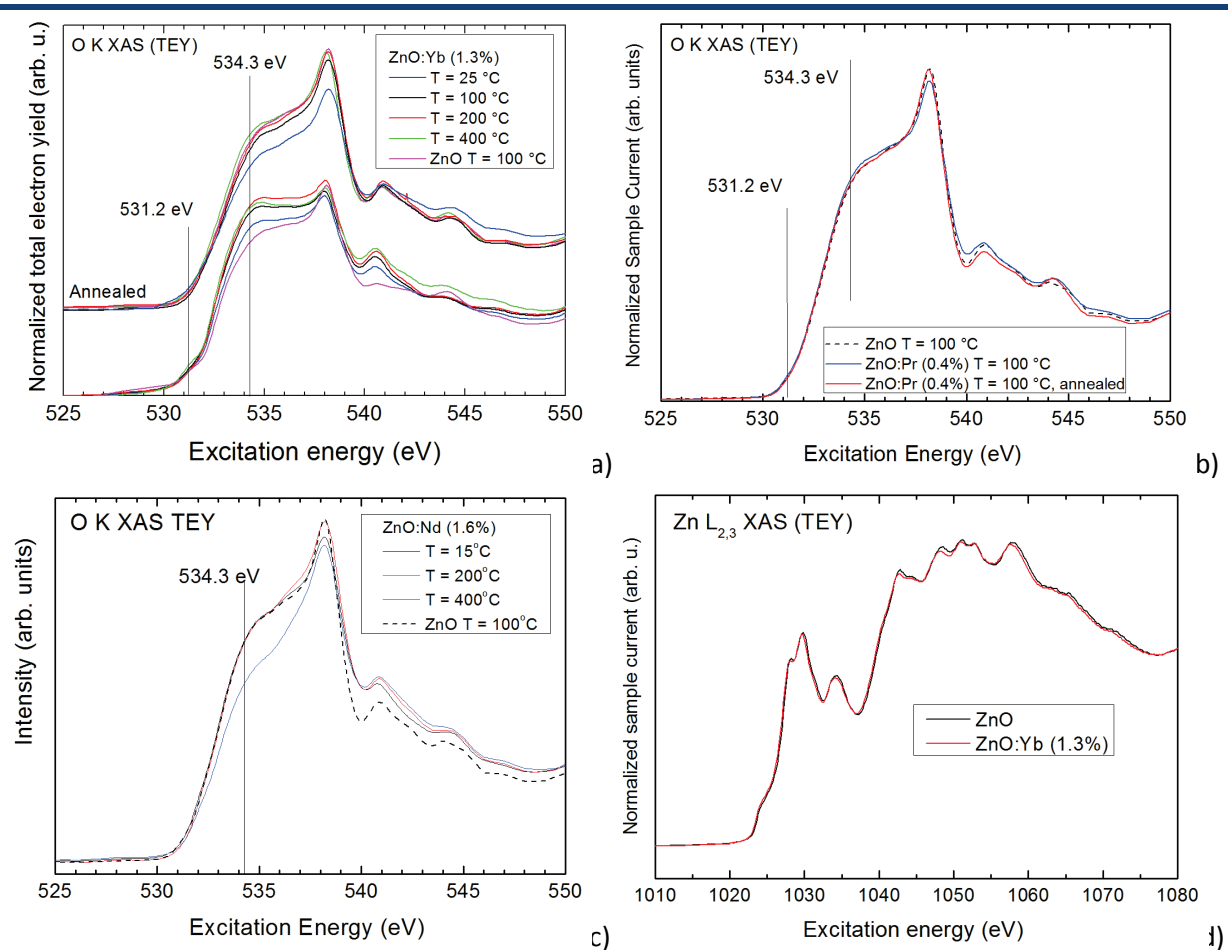 O K XAS (TEY)
534.3 eV
531.2 eV
Annealed
ZnO:Yb (1.3%)
T = 25 °C
T = 100 °C
T = 200 °C
T = 400 °C
ZnO T = 100 °C
Normalized total electron yield (arb. u.)
525 530 535 540 545 550
Excitation energy (eV)
a)
O K XAS (TEY)
534.3 eV
531.2 eV
ZnO T = 100 °C
ZnO:Pr (0.4%) T = 100 °C
ZnO:Pr (0.4%) T = 100 °C, annealed
Normalized Sample Current (arb. units)
525 530 535 540 545 550
Excitation Energy (eV)
b)
O K XAS TEY
534.3 eV
ZnO:Nd (1.6%)
T = 15°C
T = 200°C
T = 400°C
ZnO T = 100°C
Intensity (arb. units)
525 530 535 540 545 550
Excitation Energy (eV)
c)
Zn L2,3 XAS (TEY)
ZnO
ZnO:Yb (1.3%)
Normalized sample current (arb. u.)
1010 1020 1030 1040 1050 1060 1070 1080
Excitation energy (eV)
d)